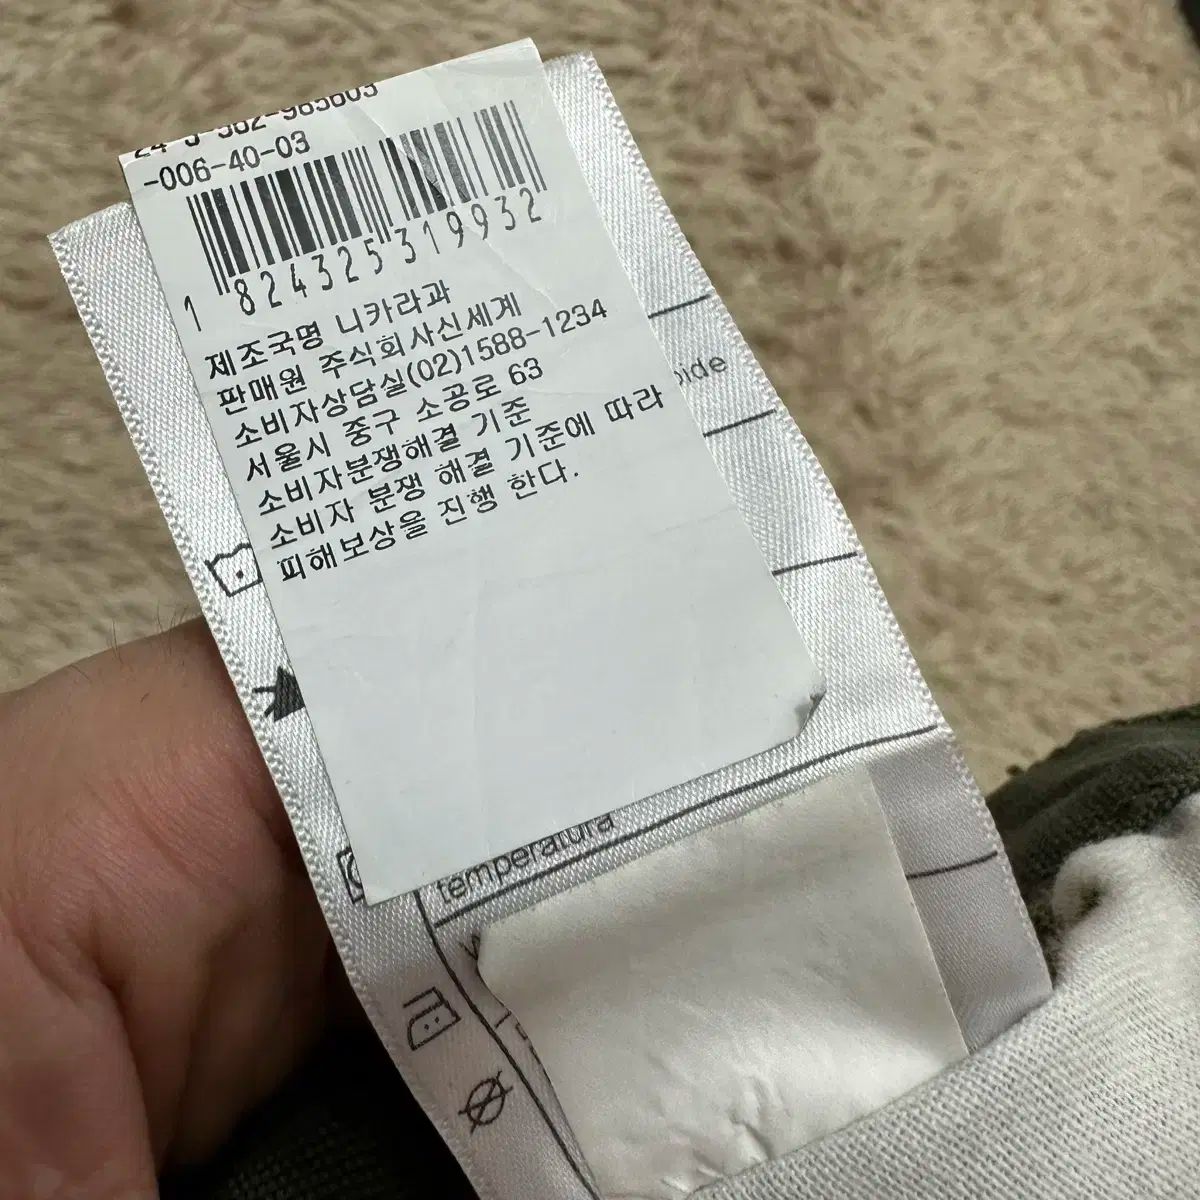 -006-40-03
1 824325 319932
제조국명 니카라과
판매원 주식회사신세계
소비자상담실(02)1588-1234
서울시 중구 소공로 63
소비자분쟁해결 기준
소비자 분쟁 해결 기준에 따라
피해보상을 진행 한다.
temperatura